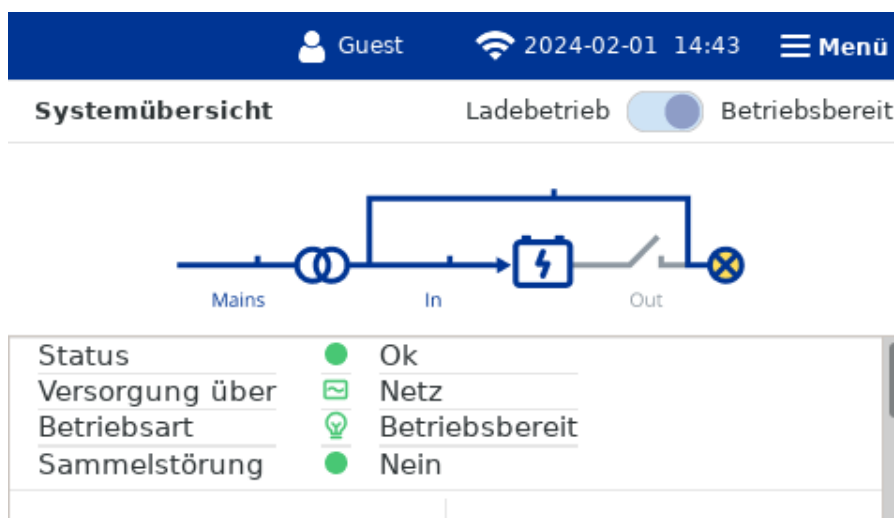 Guest 2024-02-01 14:43 Menü
Systemübersicht Ladebetrieb Betriebsbereit
Mains In Out
Status Ok
Versorgung über Netz
Betriebsart Betriebsbereit
Sammelstörung Nein